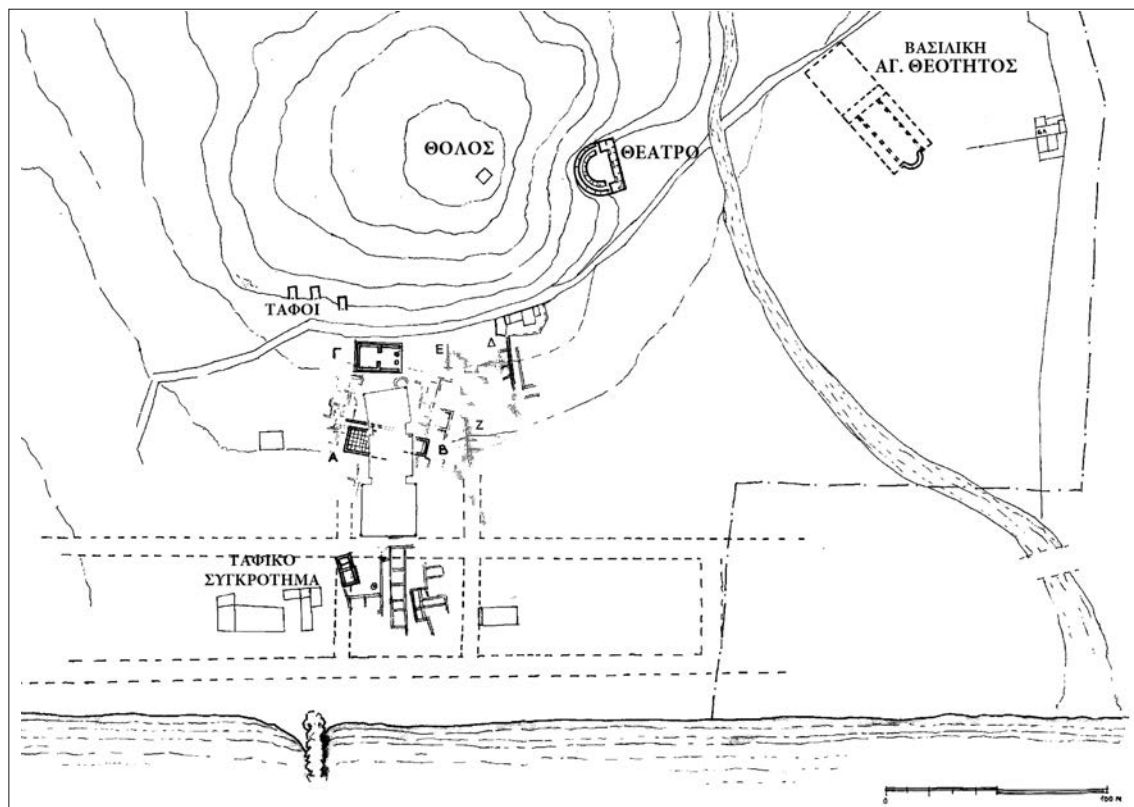 ΒΑΣΙΛΙΚΗ
ΑΓ. ΘΕΟΤΗΤΟΣ
ΘΟΛΟΣ
ΘΕΑΤΡΟ
ΤΑΦΟΙ
Γ
Ε
Δ
Ζ
Α
Β
ΤΑΦΙΚΟ
ΣΥΓΚΡΟΤΗΜΑ
0
100 M